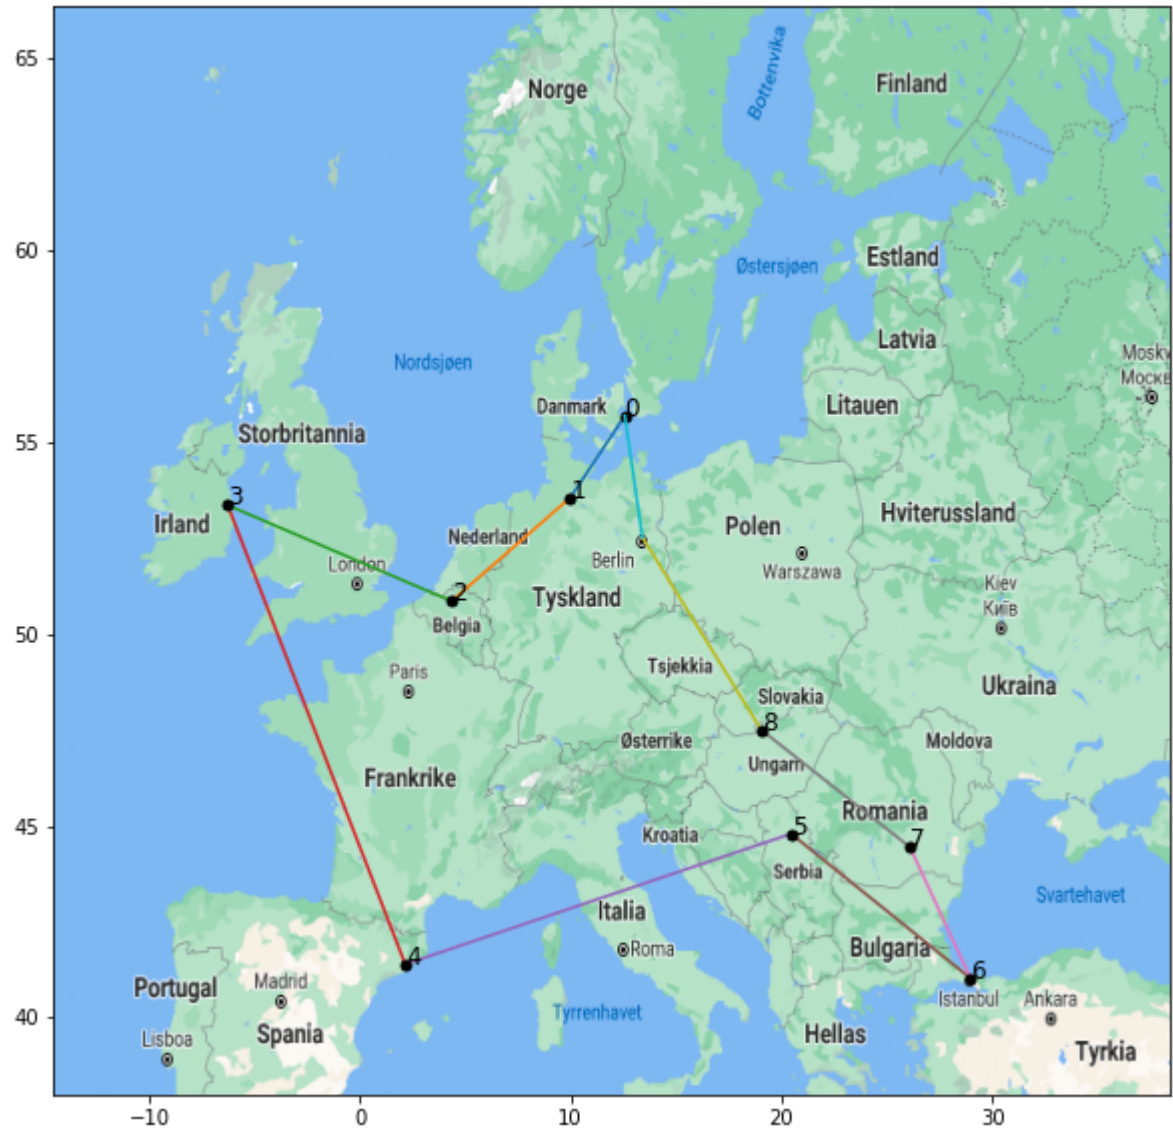 65
Norge
Bottenvika
Finland
60
Estland
Østersjøen
Latvia
Nordsjøen
Mosky
Москв
Danmark
0
Litauen
55
Storbritannia
3
1
Irland
Nederland
Polen
Hviterussland
London
Berlin
Warszawa
2
Tyskland
Kiev
Київ
50
Belgia
Paris
Tsjekkia
Slovakia
Ukraina
8
Østerrike
Moldova
Ungarn
Frankrike
Romania
45
Kroatia
5
7
Serbia
Svartehavet
Italia
4
Roma
Bulgaria
6
Portugal
Madrid
Istanbul
Ankara
40
Tyrrenhavet
Lisboa
Spania
Hellas
Tyrkia
−10
0
10
20
30